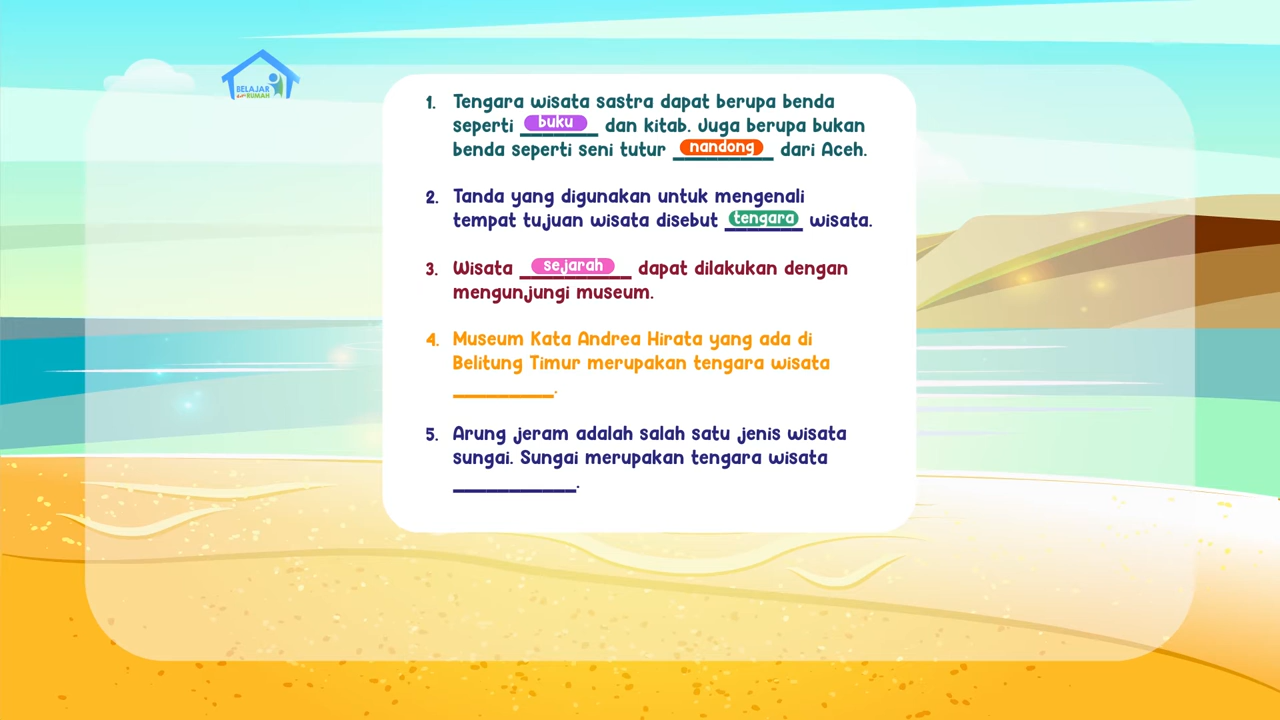 BELAJAR
dari RUMAH
1. Tengara wisata sastra dapat berupa benda
seperti buku dan kitab. Juga berupa bukan
benda seperti seni tutur nandong dari Aceh.
2. Tanda yang digunakan untuk mengenali
tempat tujuan wisata disebut tengara wisata.
3. Wisata sejarah dapat dilakukan dengan
mengunjungi museum.
4. Museum Kata Andrea Hirata yang ada di
Belitung Timur merupakan tengara wisata
__________.
5. Arung jeram adalah salah satu jenis wisata
sungai. Sungai merupakan tengara wisata
____________.